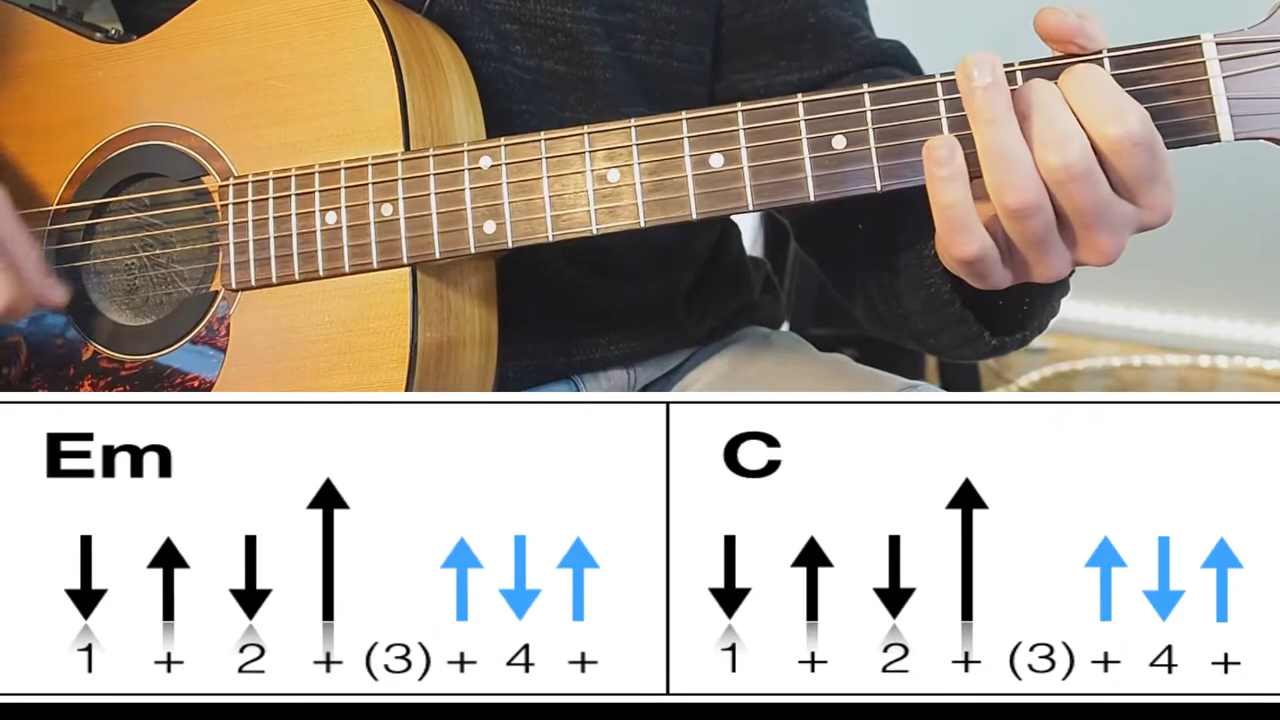 Em
1 + 2 + (3) + 4 +
C
1 + 2 + (3) + 4 +